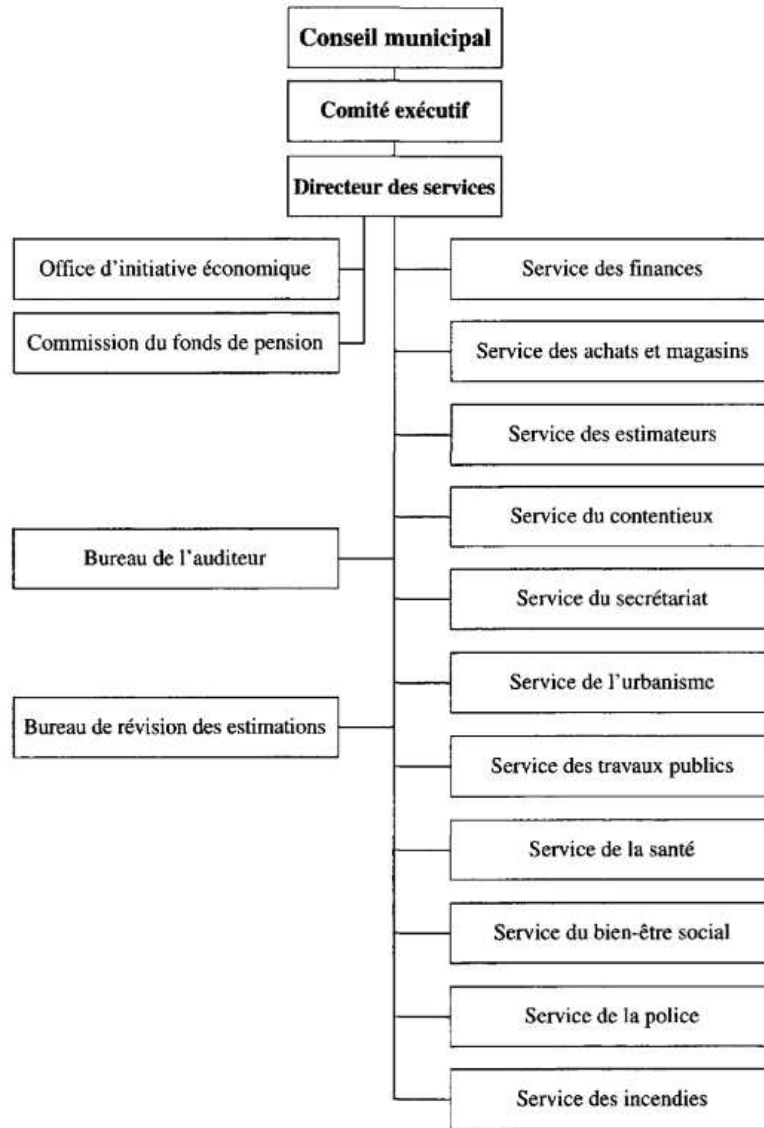 Conseil municipal
Comité exécutif
Directeur des services
Office d'initiative économique
Commission du fonds de pension
Bureau de l'auditeur
Bureau de révision des estimations
Service des finances
Service des achats et magasins
Service des estimateurs
Service du contentieux
Service du secrétariat
Service de l'urbanisme
Service des travaux publics
Service de la santé
Service du bien-être social
Service de la police
Service des incendies